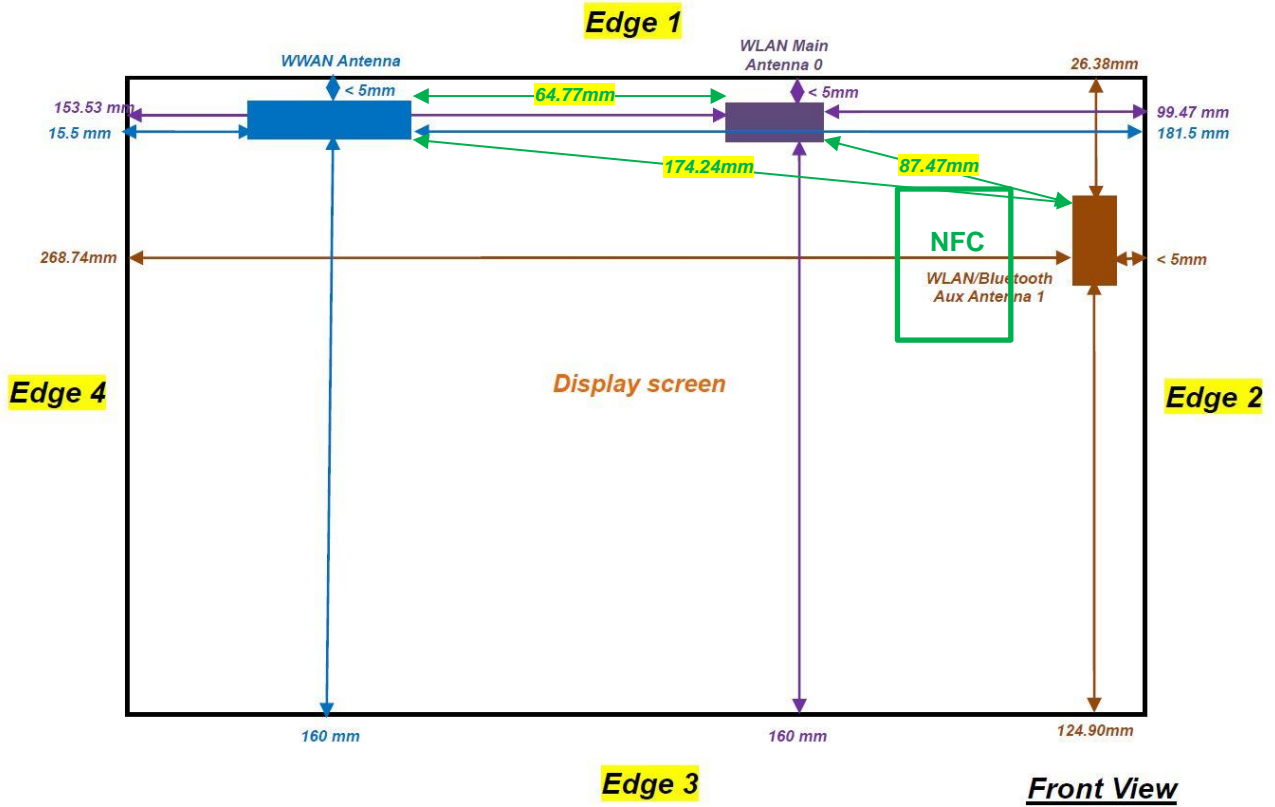 Edge 1
WWAN Antenna
WLAN Main
Antenna 0
26.38mm
< 5mm
64.77mm
< 5mm
153.53 mm
99.47 mm
15.5 mm
181.5 mm
174.24mm
87.47mm
NFC
268.74mm
< 5mm
WLAN/Bluetooth
Aux Antenna 1
Display screen
Edge 4
Edge 2
160 mm
160 mm
124.90mm
Edge 3
Front View